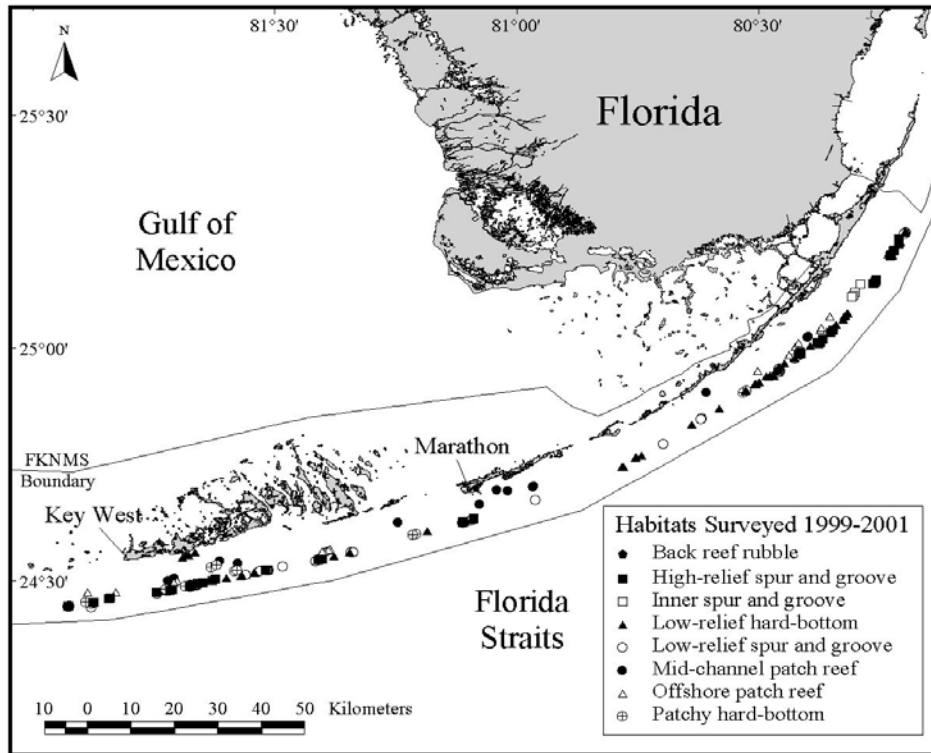 81°30'
81°00'
80°30'
N
25°30'
Florida
Gulf of
Mexico
25°00'
Marathon
FKNMS
Boundary
Key West
24°30'
Florida
Straits
Habitats Surveyed 1999-2001
Back reef rubble
High-relief spur and groove
Inner spur and groove
Low-relief hard-bottom
Low-relief spur and groove
Mid-channel patch reef
Offshore patch reef
Patchy hard-bottom
10 0 10 20 30 40 50 Kilometers